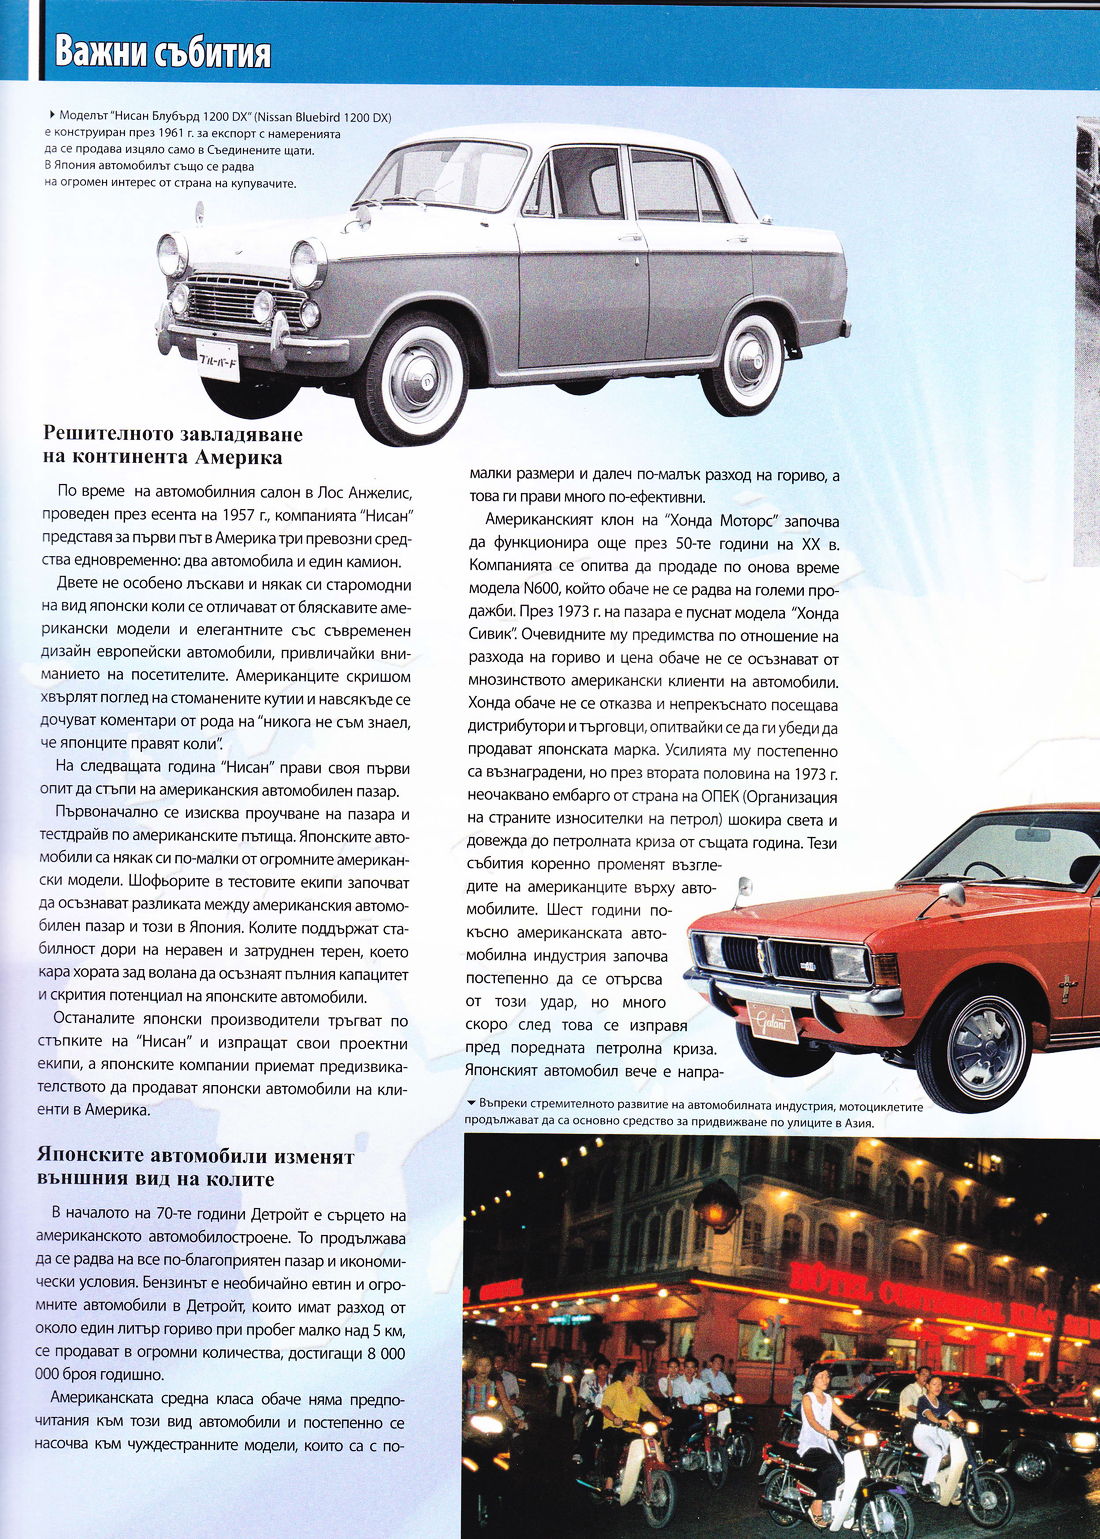 Важни събития
Моделът "Нисан Блубърд 1200 DX" (Nissan Bluebird 1200 DX)
е конструиран през 1961 г. за експорт с намеренията
да се продава изцяло само в Съединените щати.
В Япония автомобилът също се радва
на огромен интерес от страна на купувачите.
ブルーバード
Решителното завладяване
на континента Америка
По време на автомобилния салон в Лос Анжелис,
проведен през есента на 1957 г., компанията "Нисан"
представя за първи път в Америка три превозни сред-
ства едновременно: два автомобила и един камион.
Двете не особено лъскави и някак си старомодни
на вид японски коли се отличават от бляскавите аме-
рикански модели и елегантните със съвременен
дизайн европейски автомобили, привличайки вни-
манието на посетителите. Американците скришом
хвърлят поглед на стоманените кутии и навсякъде се
дочуват коментари от рода на "никога не съм знаел,
че японците правят коли".
На следващата година "Нисан" прави своя първи
опит да стъпи на американския автомобилен пазар.
Първоначално се изисква проучване на пазара и
тестдрайв по американските пътища. Японските авто-
мобили са някак си по-малки от огромните американ-
ски модели. Шофьорите в тестовите екипи започват
да осъзнават разликата между американския автомо-
билен пазар и този в Япония. Колите поддържат ста-
билност дори на неравен и затруднен терен, което
кара хората зад волана да осъзнаят пълния капацитет
и скрития потенциал на японските автомобили.
Останалите японски производители тръгват по
стъпките на "Нисан" и изпращат свои проектни
екипи, а японските компании приемат предизвика-
телството да продават японски автомобили на кли-
енти в Америка.
Японските автомобили изменят
външния вид на колите
В началото на 70-те години Детройт е сърцето на
американското автомобилостроене. То продължава
да се радва на все по-благоприятен пазар и икономи-
чески условия. Бензинът е необичайно евтин и огро-
мните автомобили в Детройт, които имат разход от
около един литър гориво при пробег малко над 5 км,
се продават в огромни количества, достигащи 8 000
000 броя годишно.
Американската средна класа обаче няма предпо-
читания към този вид автомобили и постепенно се
насочва към чуждестранните модели, които са с по-
малки размери и далеч по-малък разход на гориво, а
това ги прави много по-ефективни.
Американският клон на "Хонда Моторс" започва
да функционира още през 50-те години на XX в.
Компанията се опитва да продаде по онова време
модела N600, който обаче не се радва на големи про-
дажби. През 1973 г. на пазара е пуснат модела "Хонда
Сивик". Очевидните му предимства по отношение на
разхода на гориво и цена обаче не се осъзнават от
мнозинството американски клиенти на автомобили.
Хонда обаче не се отказва и непрекъснато посещава
дистрибутори и търговци, опитвайки се да ги убеди да
продават японската марка. Усилията му постепенно
са възнаградени, но през втората половина на 1973 г.
неочаквано ембарго от страна на ОПЕК (Организация
на страните износителки на петрол) шокира света и
довежда до петролната криза от същата година. Тези
събития коренно променят възгле-
дите на американците върху авто-
мобилите. Шест години по-
късно американската авто-
мобилна индустрия започва
постепенно да се отърсва
от този удар, но много
скоро след това се изправя
пред поредната петролна криза.
Японският автомобил вече е напра-
Galant
Въпреки стремителното развитие на автомобилната индустрия, мотоциклетите
продължават да са основно средство за придвижване по улиците в Азия.
HÔTEL CONTINENTAL